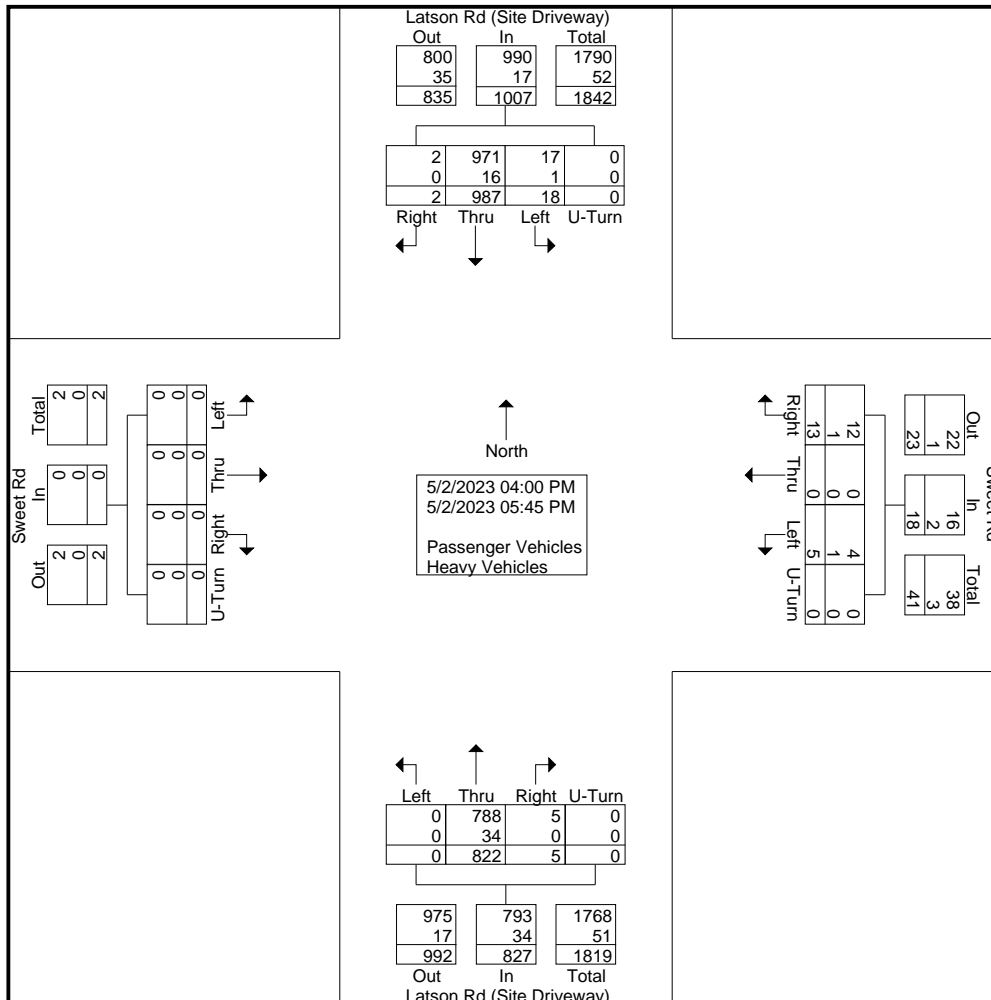 Latson Rd (Site Driveway)
Out In Total
800 990 1790
35 17 52
835 1007 1842
2 971 17 0
0 16 1 0
2 987 18 0
Right Thru Left U-Turn
Sweet Rd
Total In Out
2 0 2
0 0 0
2 0 2
Left Thru Right U-Turn
0 0 0 0
0 0 0 0
0 0 0 0
North
5/2/2023 04:00 PM
5/2/2023 05:45 PM
Passenger Vehicles
Heavy Vehicles
Right Thru Left U-Turn
12 0 4 0
1 0 1 0
13 0 5 0
Out In Total
22 16 38
1 2 3
23 18 41
Sweet Rd
Left Thru Right U-Turn
0 788 5 0
0 34 0 0
0 822 5 0
975 793 1768
17 34 51
992 827 1819
Out In Total
Latson Rd (Site Driveway)